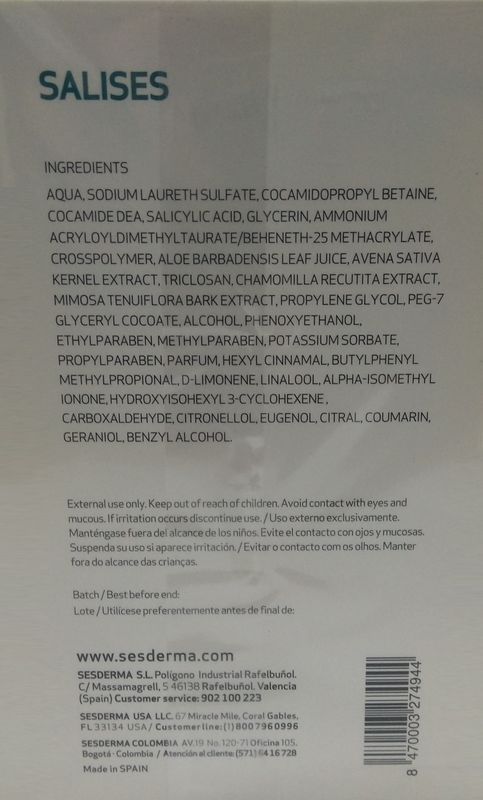 SALISES
INGREDIENTS
AQUA, SODIUM LAURETH SULFATE, COCAMIDOPROPYL BETAINE,
COCAMIDE DEA, SALICYLIC ACID, GLYCERIN, AMMONIUM
ACRYLOYLDIMETHYLTAURATE/BEHENETH-25 METHACRYLATE,
CROSSPOLYMER, ALOE BARBADENSIS LEAF JUICE, AVENA SATIVA
KERNEL EXTRACT, TRICLOSAN, CHAMOMILLA RECUTITA EXTRACT,
MIMOSA TENUIFLORA BARK EXTRACT, PROPYLENE GLYCOL, PEG-7
GLYCERYL COCOATE, ALCOHOL, PHENOXYETHANOL,
ETHYLPARABEN, METHYLPARABEN, POTASSIUM SORBATE,
PROPYLPARABEN, PARFUM, HEXYL CINNAMAL, BUTYLPHENYL
METHYLPROPIONAL, D-LIMONENE, LINALOOL, ALPHA-ISOMETHYL
IONONE, HYDROXYISOHEXYL 3-CYCLOHEXENE,
CARBOXALDEHYDE, CITRONELLOL, EUGENOL, CITRAL, COUMARIN,
GERANIOL, BENZYL ALCOHOL.
External use only. Keep out of reach of children. Avoid contact with eyes and
mucous. If irritation occurs discontinue use. / Uso externo exclusivamente.
Manténgase fuera del alcance de los niños. Evite el contacto con ojos y mucosas.
Suspenda su uso si aparece irritación. / Evitar o contacto com os olhos. Manter
fora do alcance das crianças.
Batch / Best before end:
Lote / Utilícese preferentemente antes de final de:
www.sesderma.com
SESDERMA S.L. Polígono Industrial Rafelbuñol.
C/ Massamagrell, 5 46138 Rafelbuñol. Valencia
(Spain) Customer service: 902 100 223
SESDERMA USA LLC. 67 Miracle Mile, Coral Gables,
FL 33134 USA / Customer line: (1) 800 7960996
SESDERMA COLOMBIA AV.19 No. 120-71 Oficina 105.
Bogotá · Colombia / Atención al cliente: (571) 64 16 728
Made in SPAIN
8 470003 274944